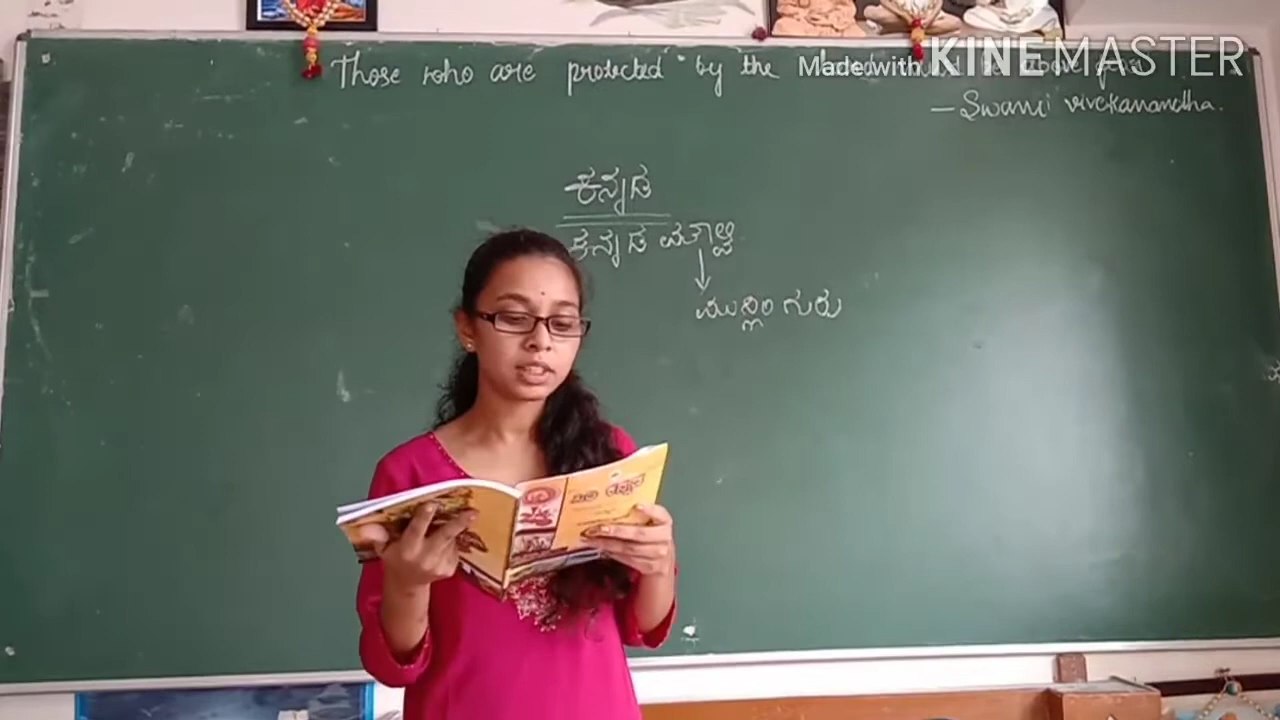 Those who are protected by the
Made with KINEMASTER
— Swami vivekanandha.
ಕನ್ನಡ
ಕನ್ನಡ ಮೌಲ್ವಿ
ಮುಸ್ಲಿಂ ಗುರು